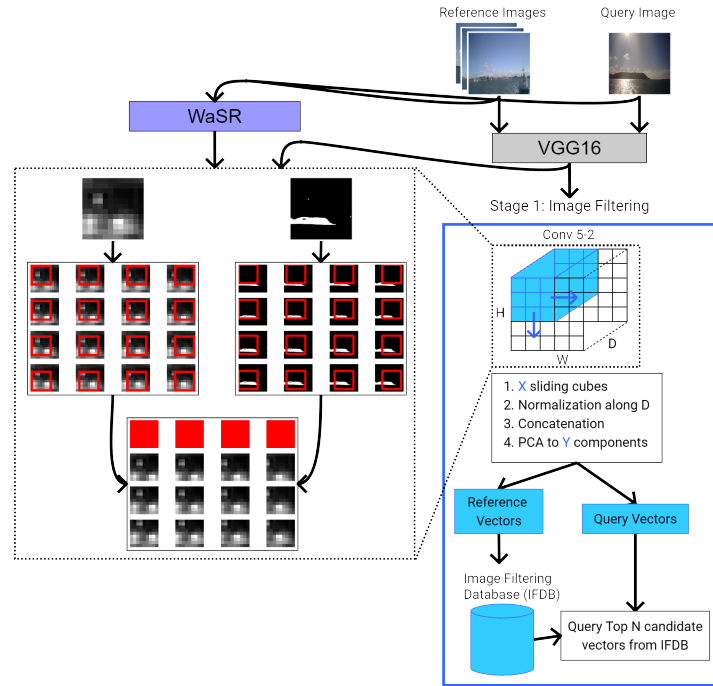 Reference Images
Query Image
WaSR
VGG16
Stage 1: Image Filtering
Conv 5-2
H
D
W
1. X sliding cubes
2. Normalization along D
3. Concatenation
4. PCA to Y components
Reference
Vectors
Query Vectors
Image Filtering
Database (IFDB)
Query Top N candidate
vectors from IFDB